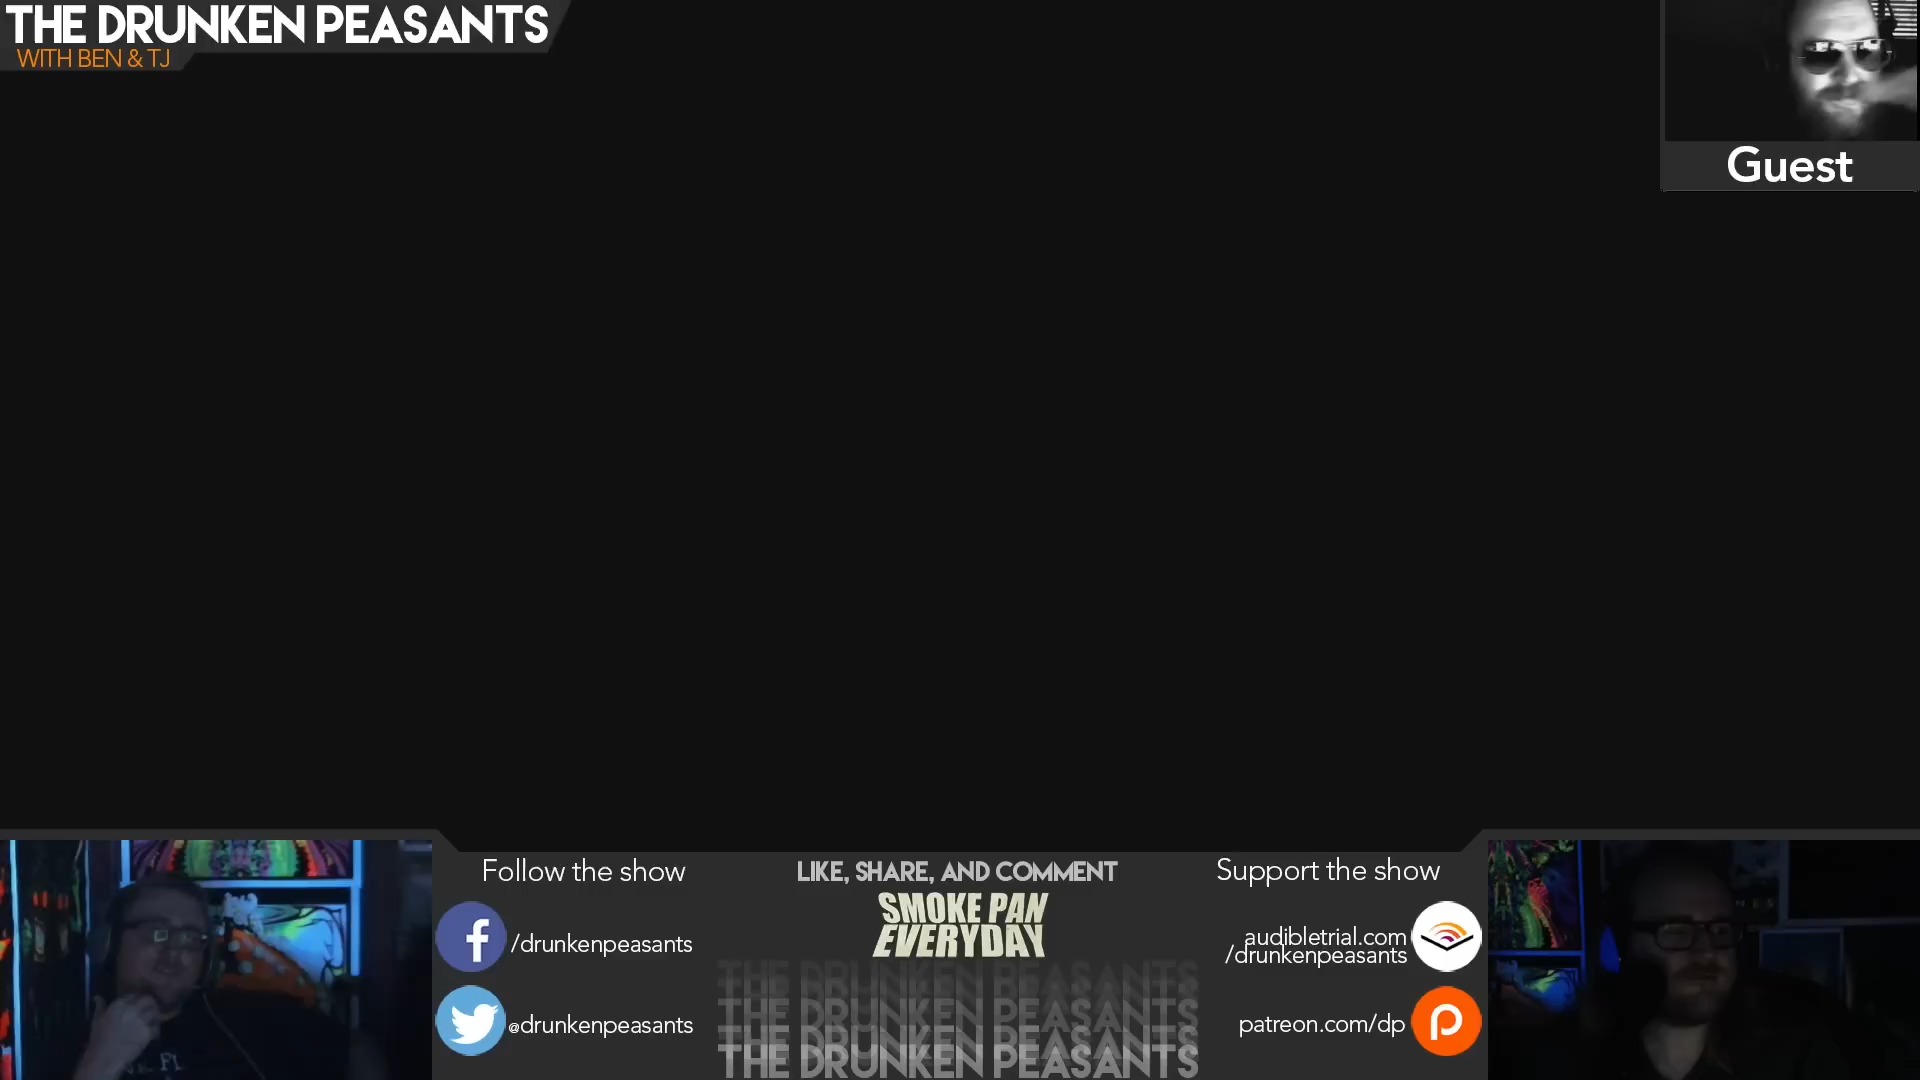 THE DRUNKEN PEASANTS
WITH BEN & TJ
Guest
Follow the show
/drunkenpeasants
@drunkenpeasants
LIKE, SHARE, AND COMMENT
SMOKE PAN
EVERYDAY
THE DRUNKEN PEASANTS
THE DRUNKEN PEASANTS
THE DRUNKEN PEASANTS
THE DRUNKEN PEASANTS
Support the show
audibletrial.com
/drunkenpeasants
patreon.com/dp